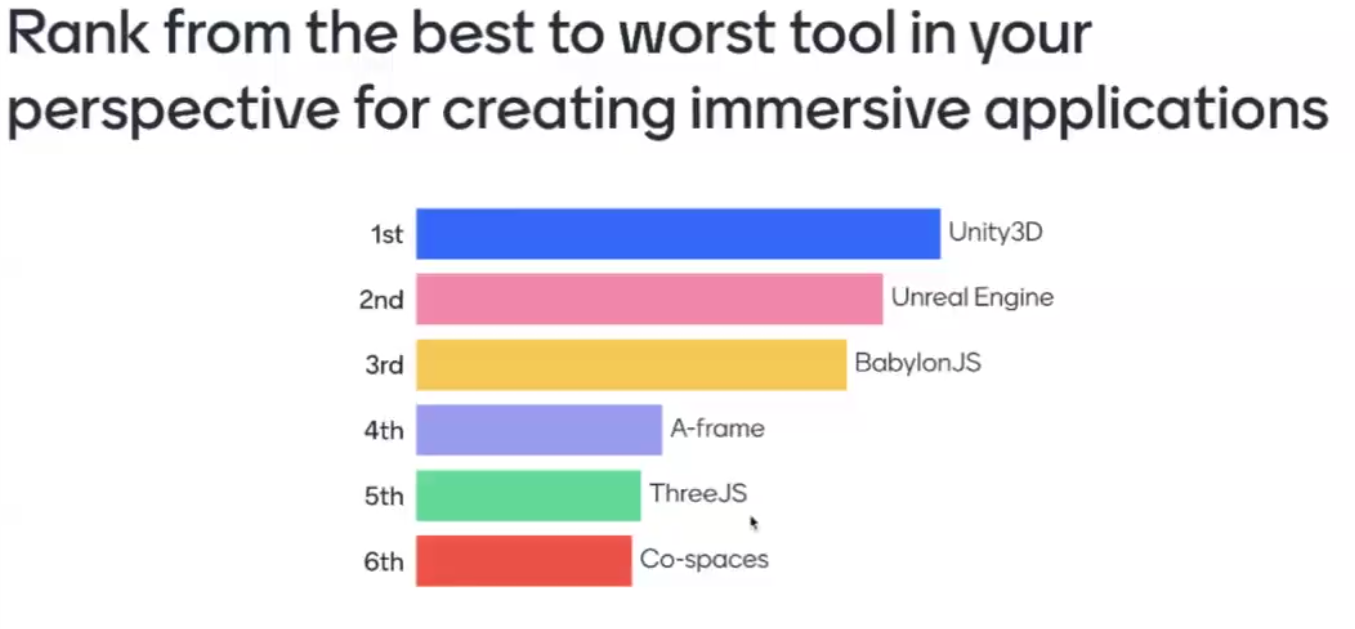 Rank from the best to worst tool in your
perspective for creating immersive applications
1st Unity3D
2nd Unreal Engine
3rd BabylonJS
4th A-frame
5th ThreeJS
6th Co-spaces